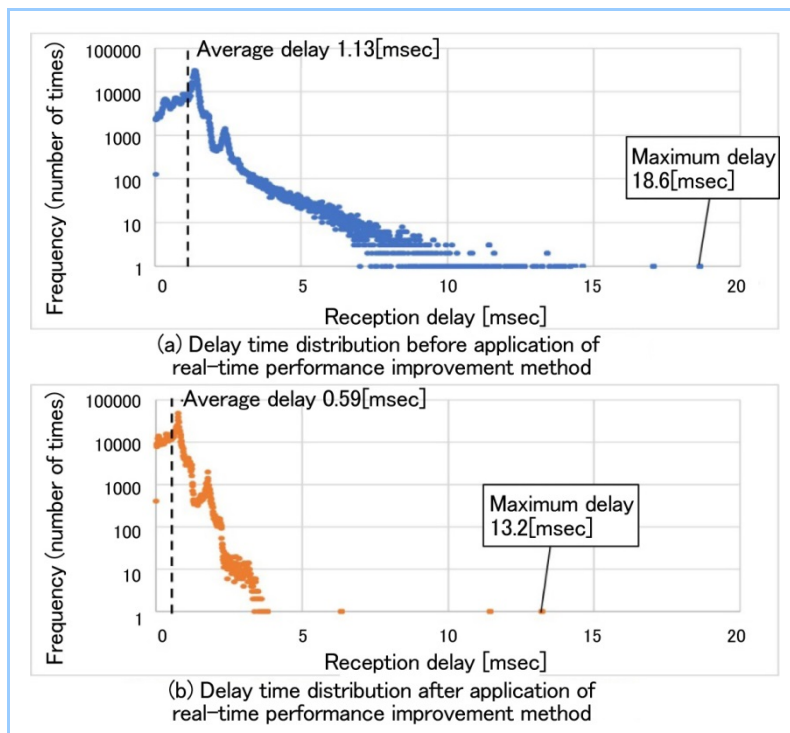 Average delay 1.13[msec]
100000
10000
1000
100
10
1
Frequency (number of times)
Maximum delay
18.6[msec]
0
5
10
15
20
Reception delay [msec]
(a) Delay time distribution before application of
real-time performance improvement method
Average delay 0.59[msec]
100000
10000
1000
100
10
1
Frequency (number of times)
Maximum delay
13.2[msec]
0
5
10
15
20
Reception delay [msec]
(b) Delay time distribution after application of
real-time performance improvement method